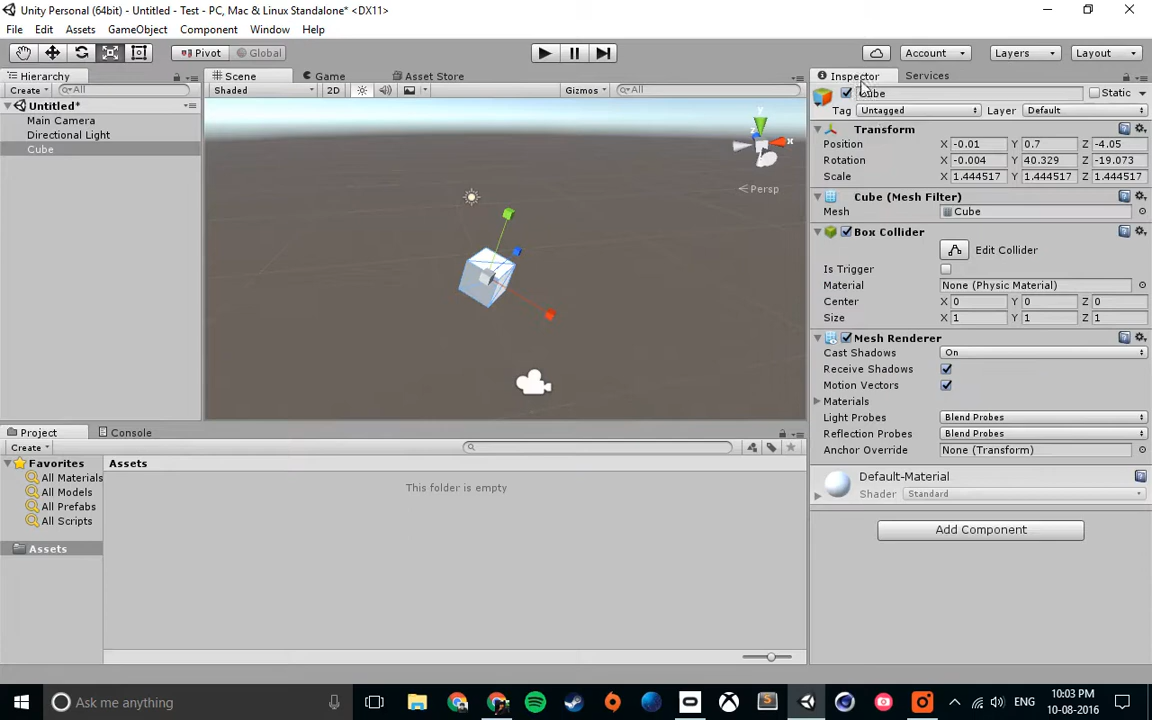 Unity Personal (64bit) - Untitled - Test - PC, Mac & Linux Standalone* <DX11>
File Edit Assets GameObject Component Window Help
Pivot Global Account Layers Layout
Hierarchy
Create All
Untitled*
Main Camera
Directional Light
Cube
Scene Game Asset Store
Shaded 2D Gizmos All
y
x
Persp
Inspector Services
Cube Static
Tag Untagged Layer Default
Transform
Position X -0.01 Y 0.7 Z -4.05
Rotation X -0.004 Y 40.329 Z -19.073
Scale X 1.444517 Y 1.444517 Z 1.444517
Cube (Mesh Filter)
Mesh Cube
Box Collider
Edit Collider
Is Trigger
Material None (Physic Material)
Center X 0 Y 0 Z 0
Size X 1 Y 1 Z 1
Mesh Renderer
Cast Shadows On
Receive Shadows
Motion Vectors
Materials
Light Probes Blend Probes
Reflection Probes Blend Probes
Anchor Override None (Transform)
Default-Material
Shader Standard
Add Component
Project Console
Create
Favorites
All Materials
All Models
All Prefabs
All Scripts
Assets
Assets
This folder is empty
Ask me anything
ENG
10:03 PM
10-08-2016